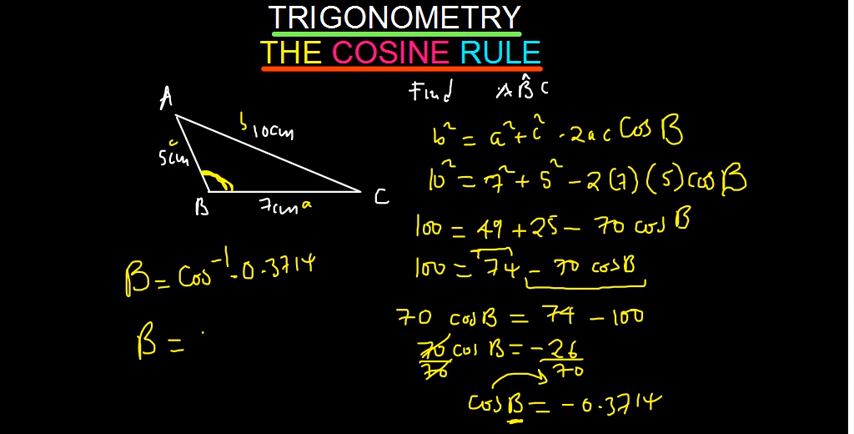 TRIGONOMETRY
THE COSINE RULE
Find AB̂C
A
c
5cm
b 10cm
B
7cm a
C
b² = a² + c² - 2ac Cos B
10² = 7² + 5² - 2(7)(5) cos B
100 = 49 + 25 - 70 cos B
100 = 74 - 70 cos B
70 cos B = 74 - 100
70/70 cos B = -26/70
cos B = -0.3714
B = Cos⁻¹ -0.3714
B =